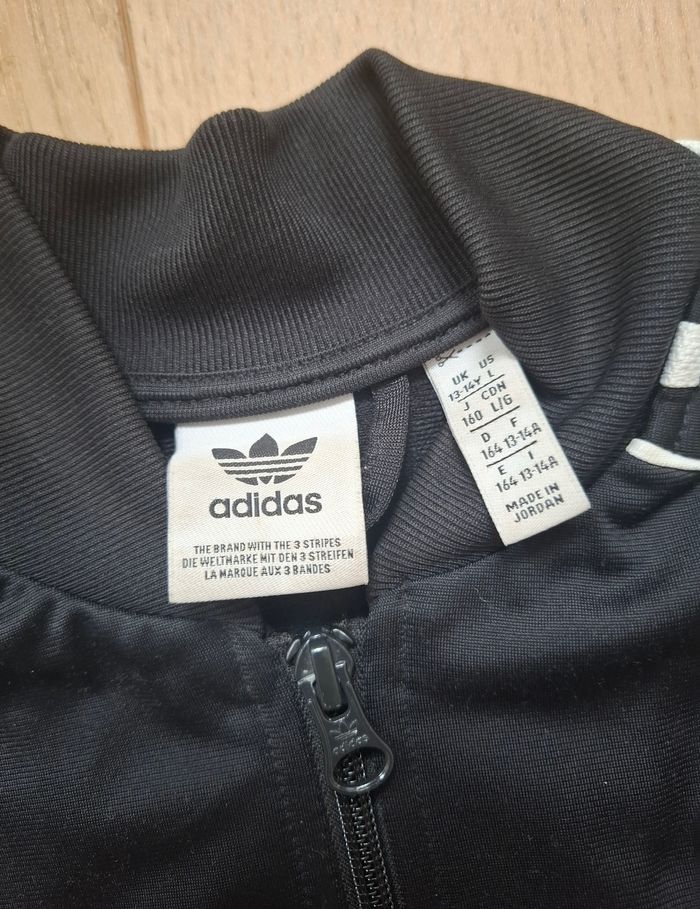 adidas
THE BRAND WITH THE 3 STRIPES
DIE WELTMARKE MIT DEN 3 STREIFEN
LA MARQUE AUX 3 BANDES
UK US
13-14Y L
J CDN
160 L/G
D F
164 13-14A
E I
164 13-14A
MADE IN
JORDAN
adidas